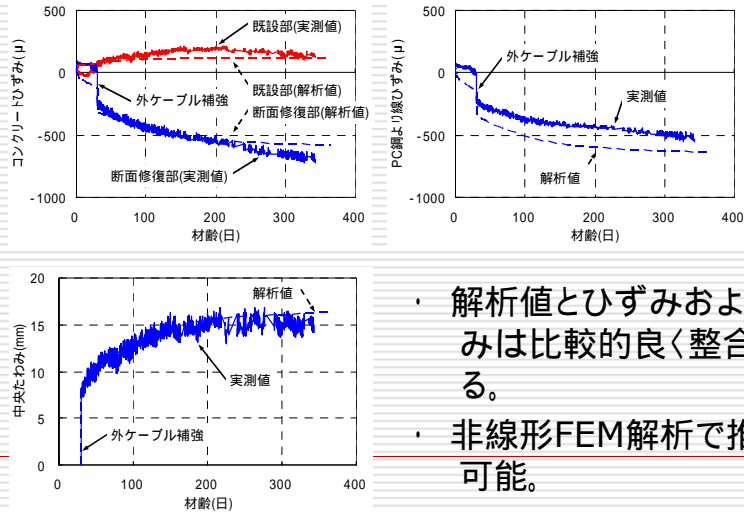 500
0
-500
-1000
コンクリートひずみ(μ)
既設部(実測値)
外ケーブル補強
既設部(解析値)
断面修復部(解析値)
断面修復部(実測値)
0 100 200 300 400
材齢(日)
500
0
-500
-1000
PC鋼より線ひずみ(μ)
外ケーブル補強
実測値
解析値
0 100 200 300 400
材齢(日)
20
15
10
5
0
中央たわみ(mm)
解析値
実測値
外ケーブル補強
0 100 200 300 400
材齢(日)
・ 解析値とひずみおよ
みは比較的良く整合
る。
・ 非線形FEM解析で推
可能。